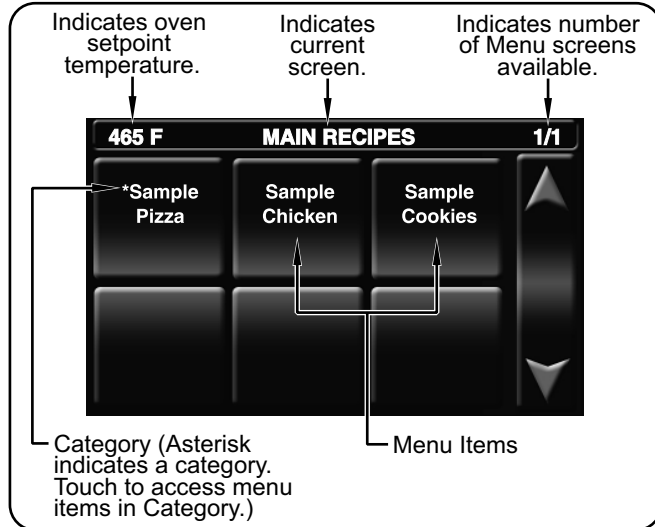 Indicates oven
setpoint
temperature.
Indicates
current
screen.
Indicates number
of Menu screens
available.
465 F MAIN RECIPES 1/1
*Sample
Pizza
Sample
Chicken
Sample
Cookies
Category (Asterisk
indicates a category.
Touch to access menu
items in Category.)
Menu Items